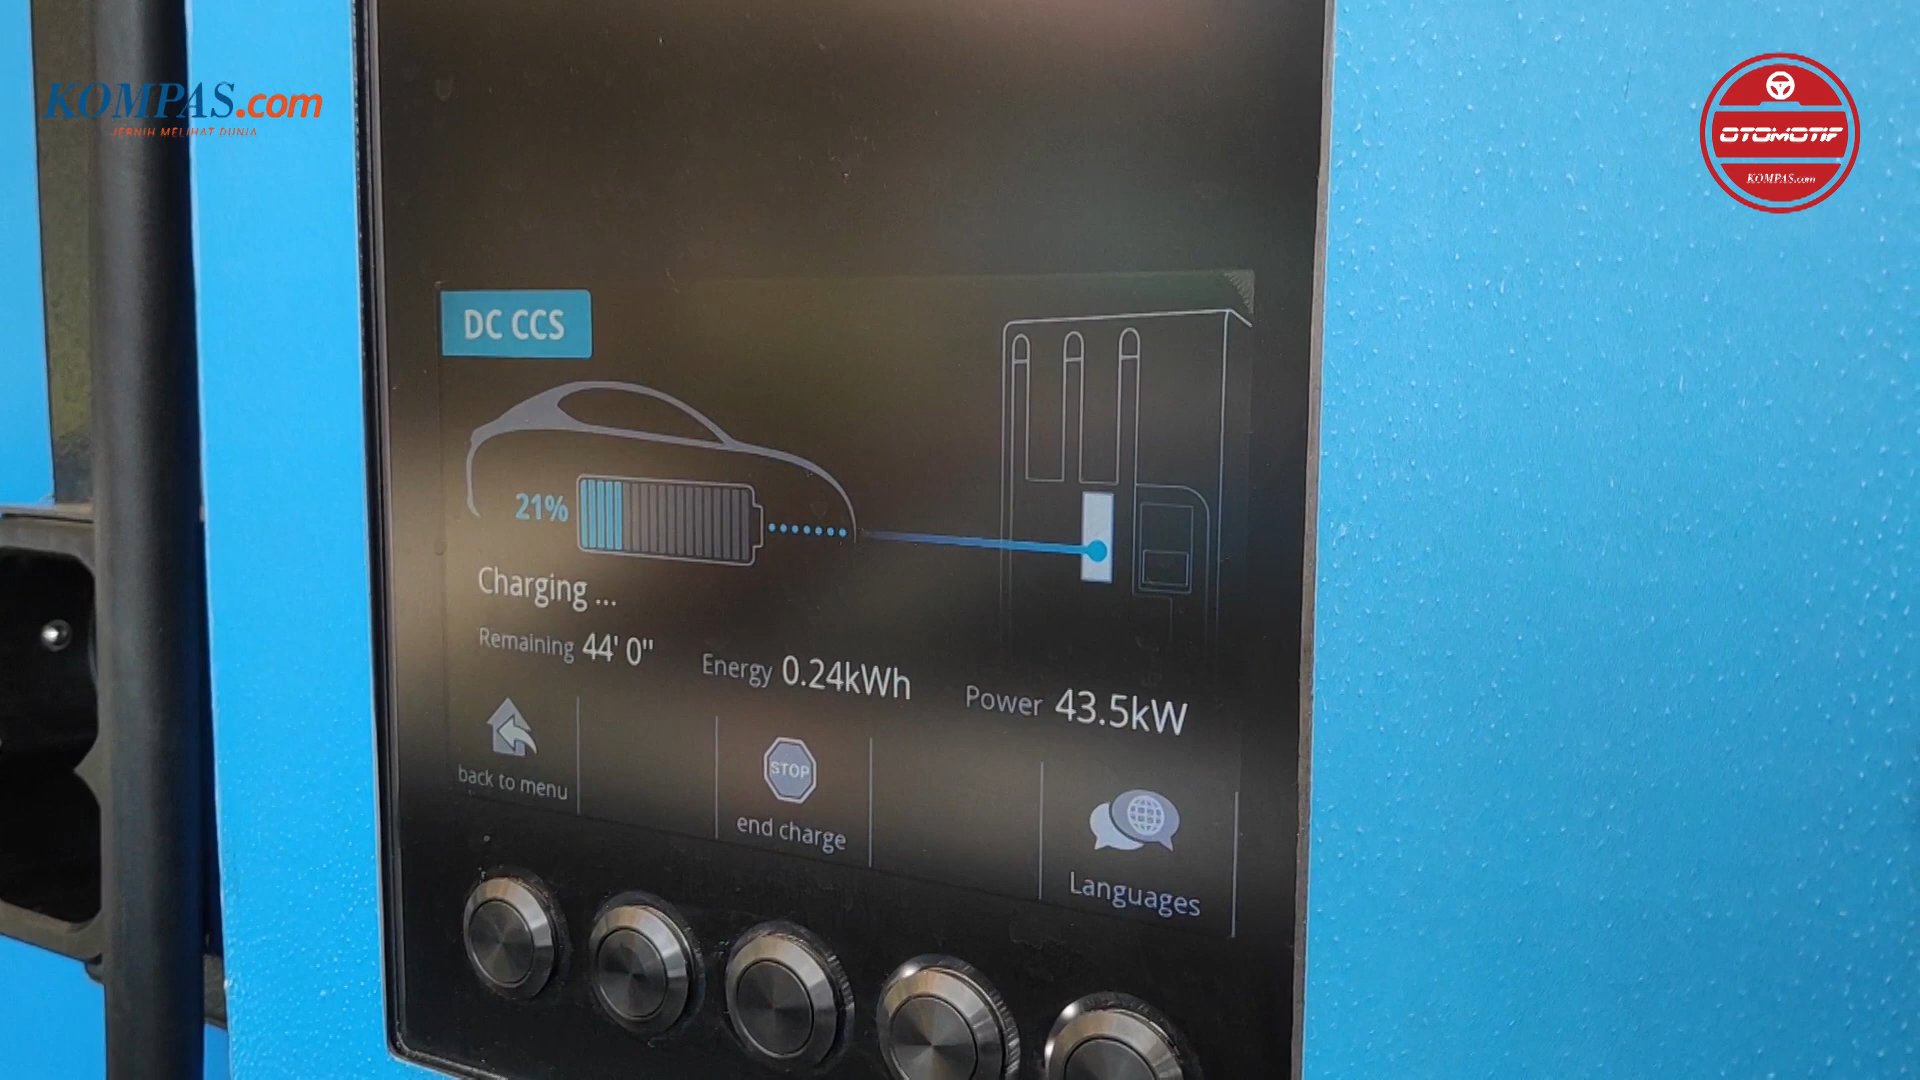 KOMPAS.com
JERNIH MELIHAT DUNIA
OTOMOTIF
KOMPAS.com
DC CCS
21%
Charging ...
Remaining 44' 0"
Energy 0.24kWh
Power 43.5kW
back to menu
STOP
end charge
Languages